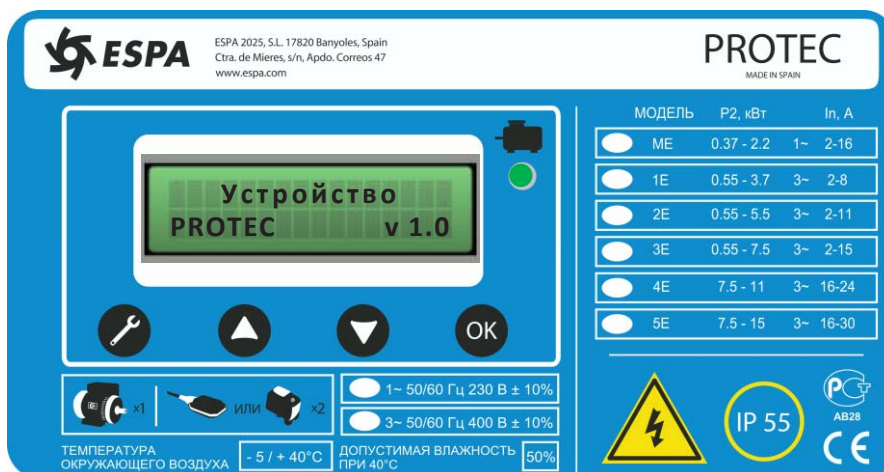 ESPA
ESPA 2025, S.L. 17820 Banyoles, Spain
Ctra. de Mieres, s/n, Apdo. Correos 47
www.espa.com
PROTEC
MADE IN SPAIN
Устройство
PROTEC v 1.0
OK
МОДЕЛЬ P2, кВт In, A
ME 0.37 - 2.2 1~ 2-16
1E 0.55 - 3.7 3~ 2-8
2E 0.55 - 5.5 3~ 2-11
3E 0.55 - 7.5 3~ 2-15
4E 7.5 - 11 3~ 16-24
5E 7.5 - 15 3~ 16-30
×1 ИЛИ ×2
1~ 50/60 Гц 230 В ± 10%
3~ 50/60 Гц 400 В ± 10%
ТЕМПЕРАТУРА
ОКРУЖАЮЩЕГО ВОЗДУХА
- 5 / + 40°C
ДОПУСТИМАЯ ВЛАЖНОСТЬ
ПРИ 40°C
50%
IP 55
РСТ
АВ28
CE